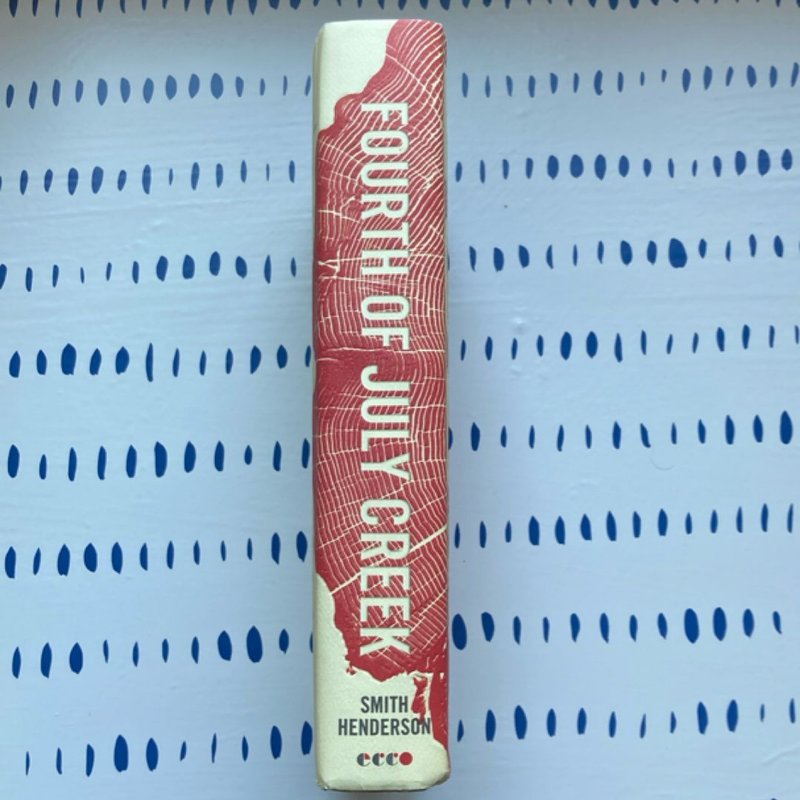 FOURTH OF JULY CREEK
SMITH
HENDERSON
ecco